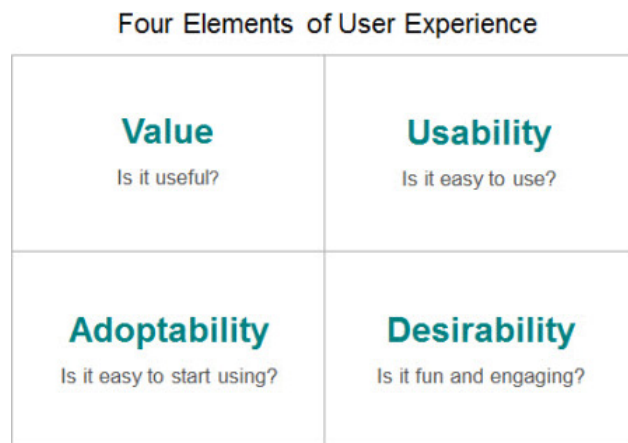 Four Elements of User Experience
Value
Is it useful?
Usability
Is it easy to use?
Adoptability
Is it easy to start using?
Desirability
Is it fun and engaging?